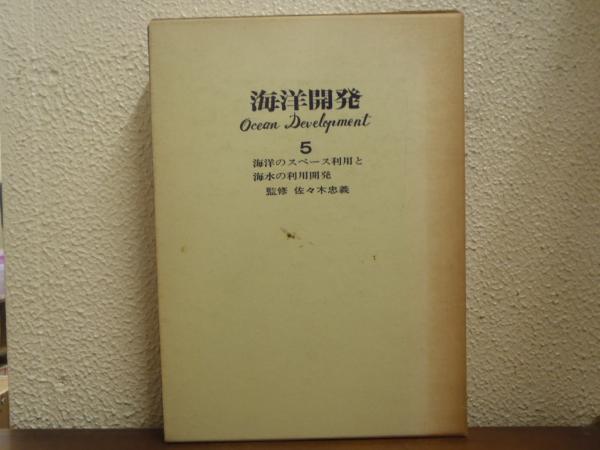 海洋開発
Ocean Development
5
海洋のスペース利用と
海水の利用開発
監修 佐々木忠義